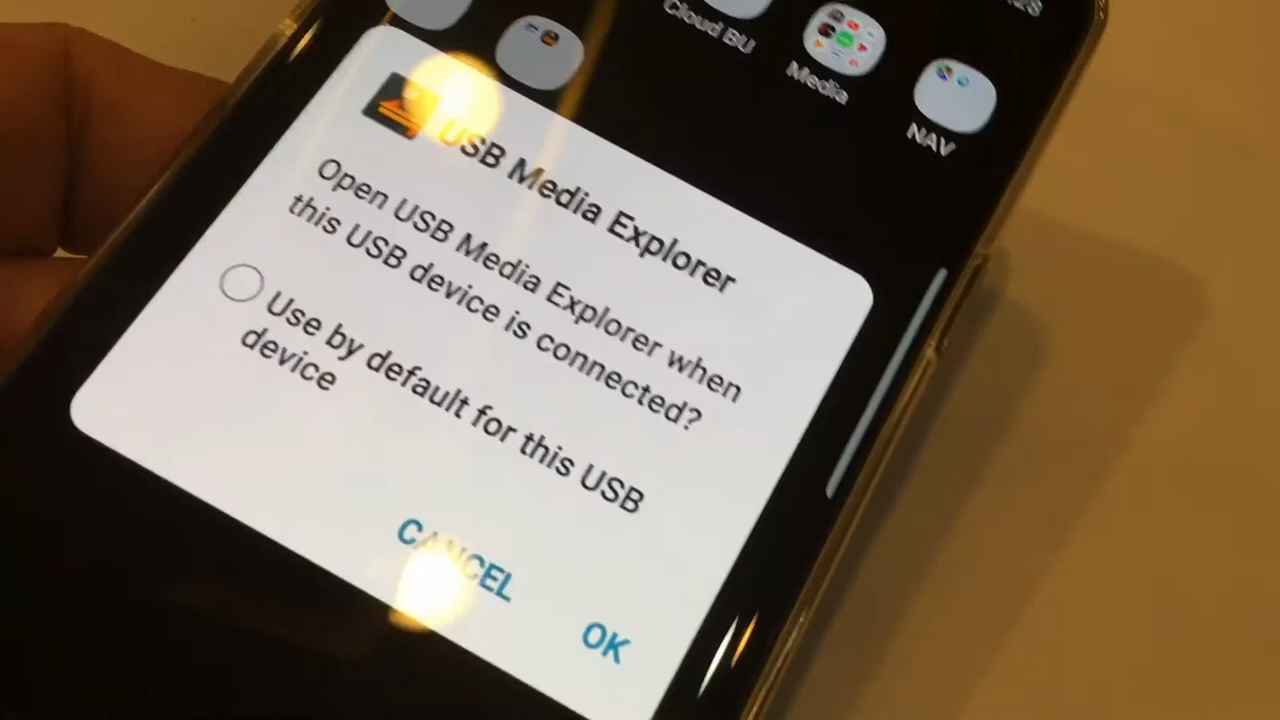 Cloud BU
Media
NAV
USB Media Explorer
Open USB Media Explorer when
this USB device is connected?
Use by default for this USB
device
CANCEL
OK